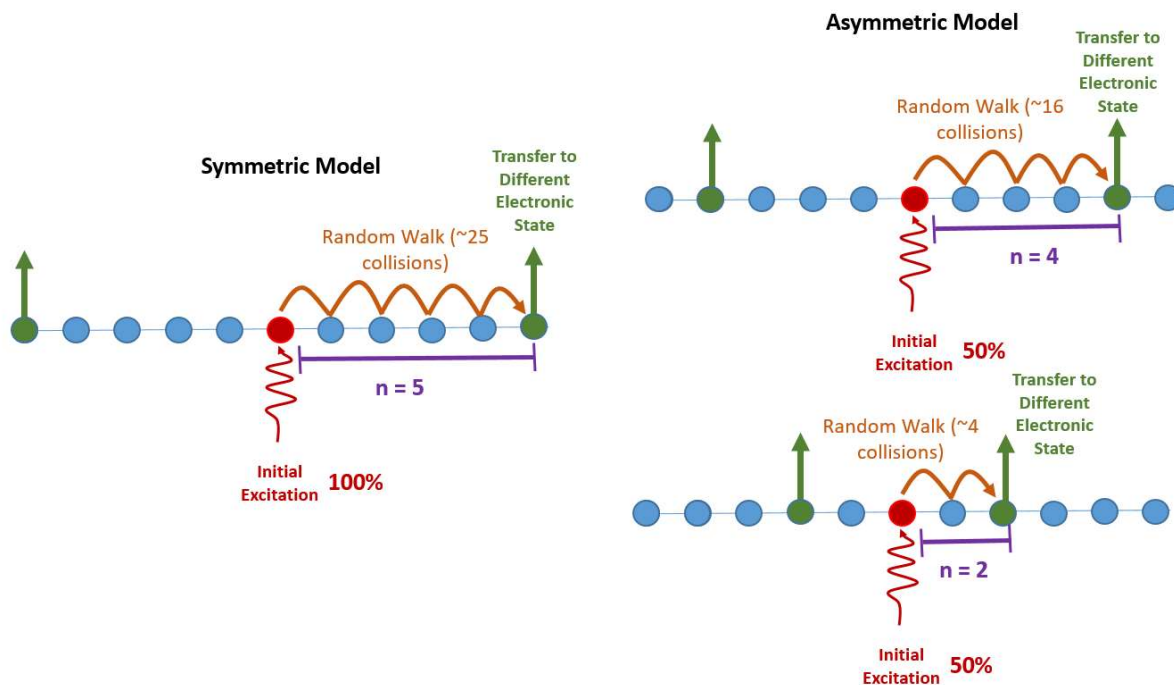 Symmetric Model
Transfer to
Different
Electronic
State
Random Walk (~25
collisions)
n = 5
Initial
Excitation 100%
Asymmetric Model
Transfer to
Different
Electronic
State
Random Walk (~16
collisions)
n = 4
Initial
Excitation 50%
Transfer to
Different
Electronic
State
Random Walk (~4
collisions)
n = 2
Initial
Excitation 50%